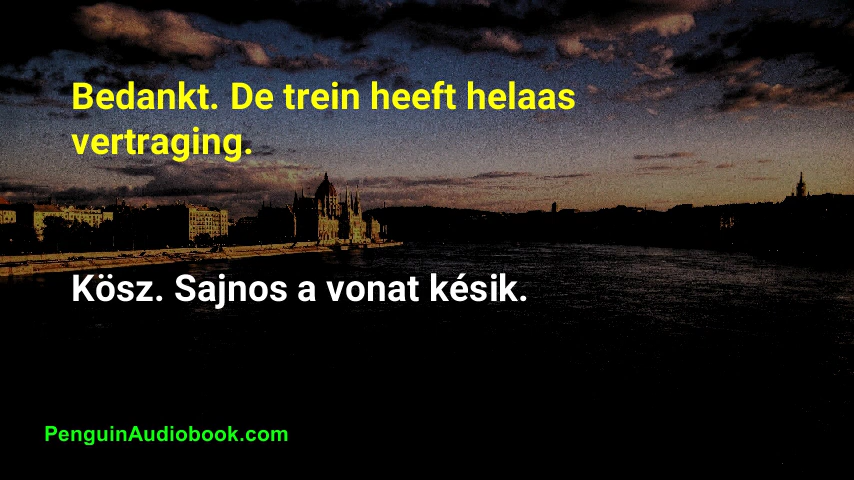 Bedankt. De trein heeft helaas
vertraging.
Kösz. Sajnos a vonat késik.
PenguinAudiobook.com